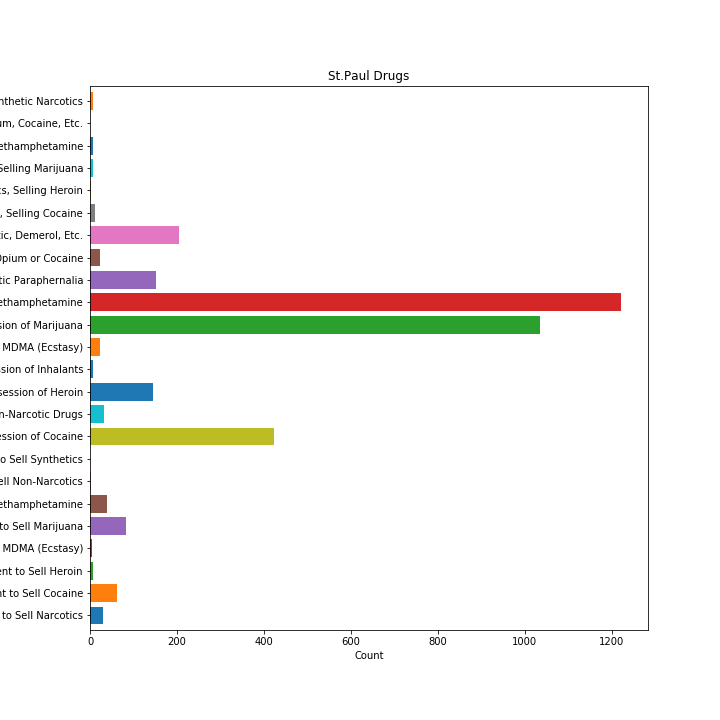 St.Paul Drugs
nthetic Narcotics
um, Cocaine, Etc.
ethamphetamine
Selling Marijuana
cs, Selling Heroin
, Selling Cocaine
tic, Demerol, Etc.
Opium or Cocaine
tic Paraphernalia
ethamphetamine
sion of Marijuana
MDMA (Ecstasy)
sion of Inhalants
session of Heroin
n-Narcotic Drugs
ession of Cocaine
to Sell Synthetics
ell Non-Narcotics
ethamphetamine
to Sell Marijuana
MDMA (Ecstasy)
ent to Sell Heroin
nt to Sell Cocaine
to Sell Narcotics
0 200 400 600 800 1000 1200
Count